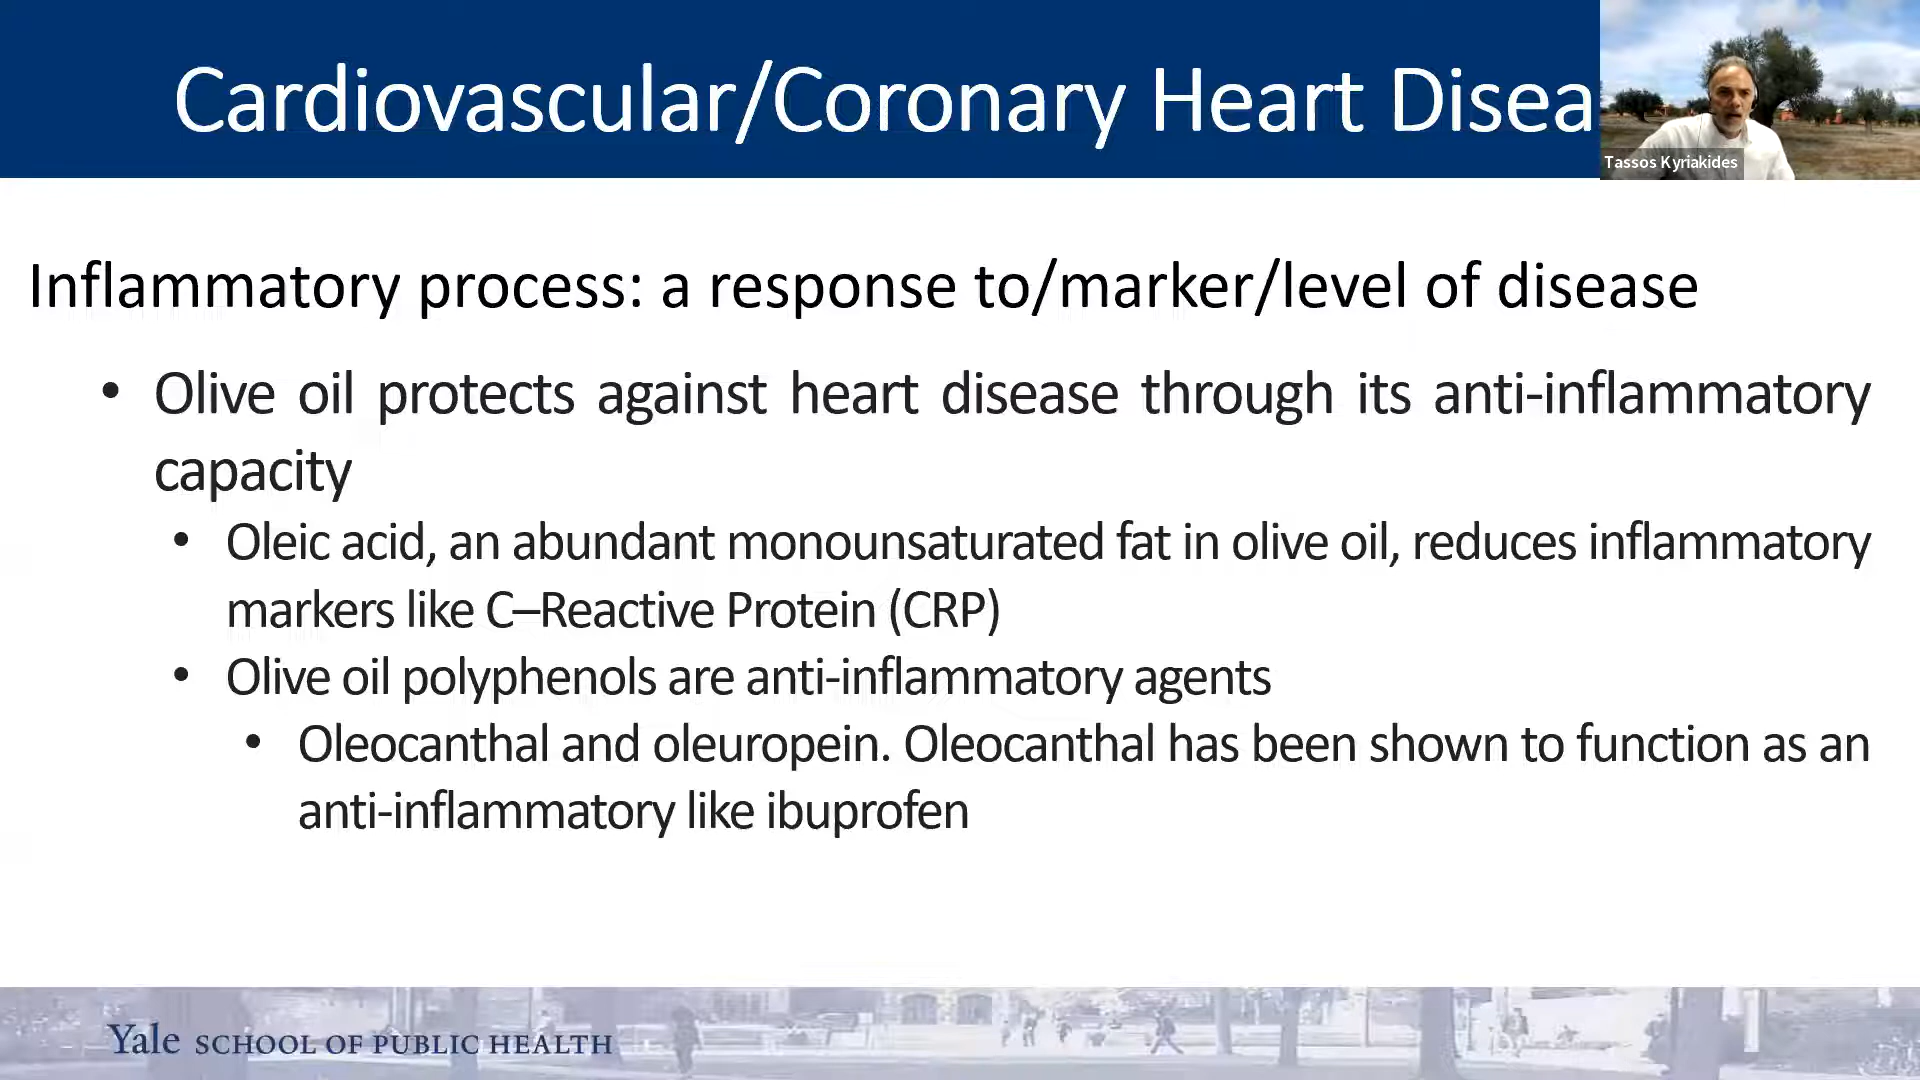 Cardiovascular/Coronary Heart Disea
Tassos Kyriakides
Inflammatory process: a response to/marker/level of disease
• Olive oil protects against heart disease through its anti-inflammatory
capacity
• Oleic acid, an abundant monounsaturated fat in olive oil, reduces inflammatory
markers like C–Reactive Protein (CRP)
• Olive oil polyphenols are anti-inflammatory agents
• Oleocanthal and oleuropein. Oleocanthal has been shown to function as an
anti-inflammatory like ibuprofen
Yale SCHOOL OF PUBLIC HEALTH